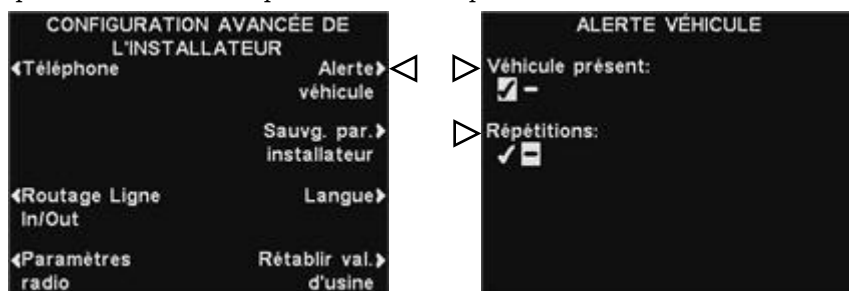 CONFIGURATION AVANCÉE DE
L'INSTALLATEUR
Téléphone
Alerte
véhicule
Sauvg. par.
installateur
Routage Ligne
In/Out
Langue
Paramètres
radio
Rétablir val.
d'usine
ALERTE VÉHICULE
Véhicule présent:
✓ –
Répétitions:
✓ –